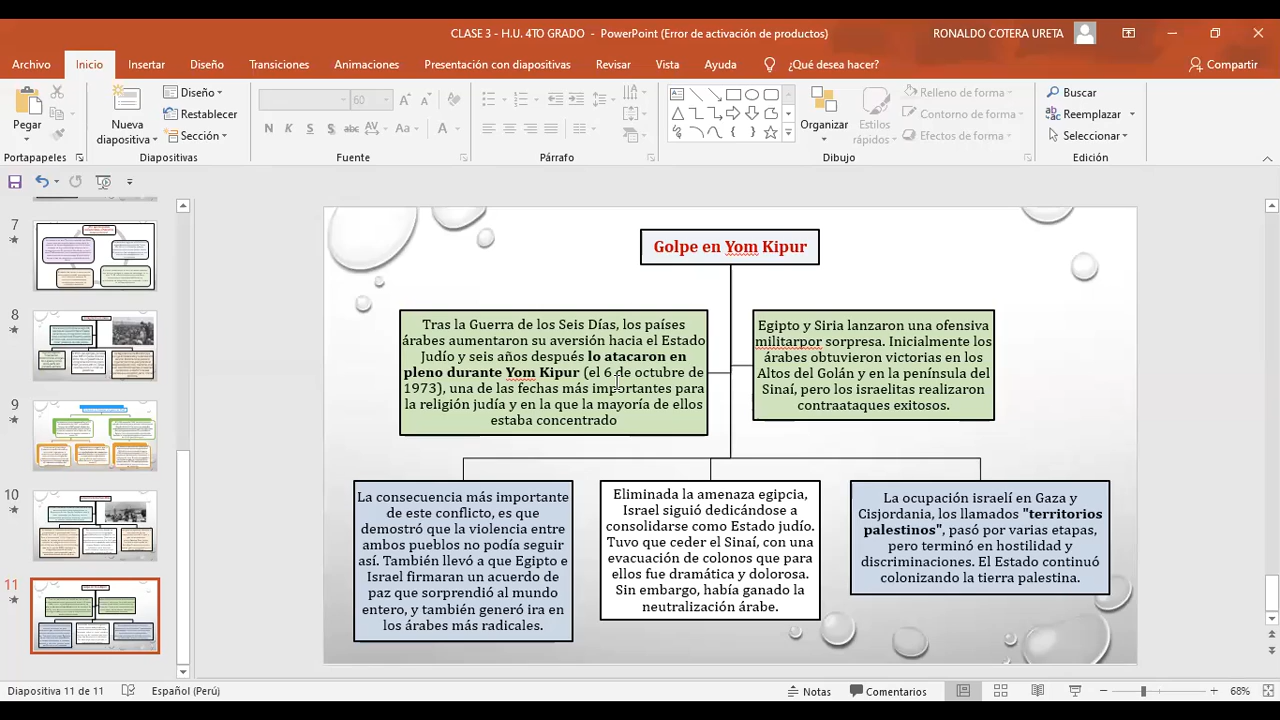 CLASE 3 - H.U. 4TO GRADO - PowerPoint (Error de activación de productos)
RONALDO COTERA URETA
Archivo
Inicio
Insertar
Diseño
Transiciones
Animaciones
Presentación con diapositivas
Revisar
Vista
Ayuda
¿Qué desea hacer?
Compartir
Pegar
Portapapeles
Nueva
diapositiva
Diseño
Restablecer
Sección
Diapositivas
60
N K S S abc AV Aa A
Fuente
Párrafo
Organizar
Estilos
rápidos
Relleno de forma
Contorno de forma
Efectos de forma
Dibujo
Buscar
Reemplazar
Seleccionar
Edición
7
8
9
10
11
Golpe en Yom Kipur
Tras la Guerra de los Seis Días, los países
árabes aumentaron su aversión hacia el Estado
Judío y seis años después lo atacaron en
pleno durante Yom Kipur (el 6 de octubre de
1973), una de las fechas más importantes para
la religión judía y en la que la mayoría de ellos
estaba concentrado
Egipto y Siria lanzaron una ofensiva
militarpor sorpresa. Inicialmente los
árabes obtuvieron victorias en los
Altos del Golán y en la península del
Sinaí, pero los israelitas realizaron
contraataques exitosos.
La consecuencia más importante
de este conflicto, es que
demostró que la violencia entre
ambos pueblos no podía seguir
así. También llevó a que Egipto e
Israel firmaran un acuerdo de
paz que sorprendió al mundo
entero, y también generó ira en
los árabes más radicales.
Eliminada la amenaza egipcia,
Israel siguió dedicándose a
consolidarse como Estado judío.
Tuvo que ceder el Sinaí, con una
evacuación de colonos que para
ellos fue dramática y dolorosa.
Sin embargo, había ganado la
neutralización árabe.
La ocupación israelí en Gaza y
Cisjordania, los llamados "territorios
palestinos", pasó por varias etapas,
pero terminó en hostilidad y
discriminaciones. El Estado continuó
colonizando la tierra palestina.
Diapositiva 11 de 11
Español (Perú)
Notas
Comentarios
68%